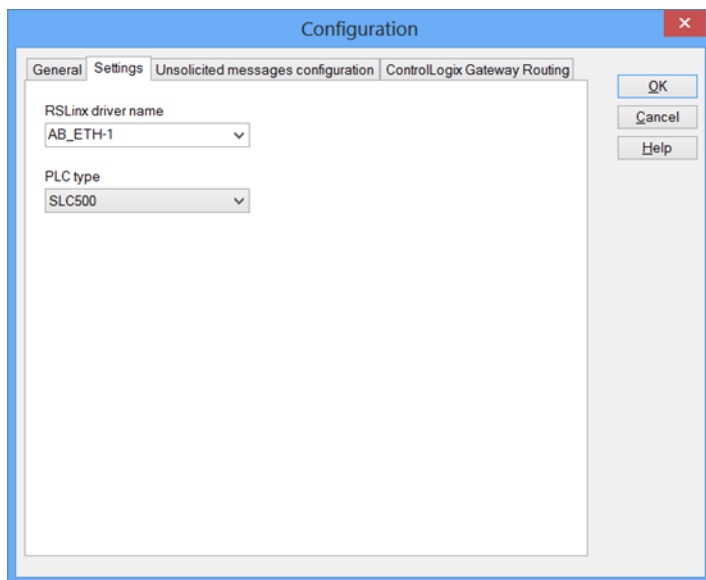 Configuration
General Settings Unsolicited messages configuration ControlLogix Gateway Routing
OK
Cancel
Help
RSLinx driver name
AB_ETH-1
PLC type
SLC500